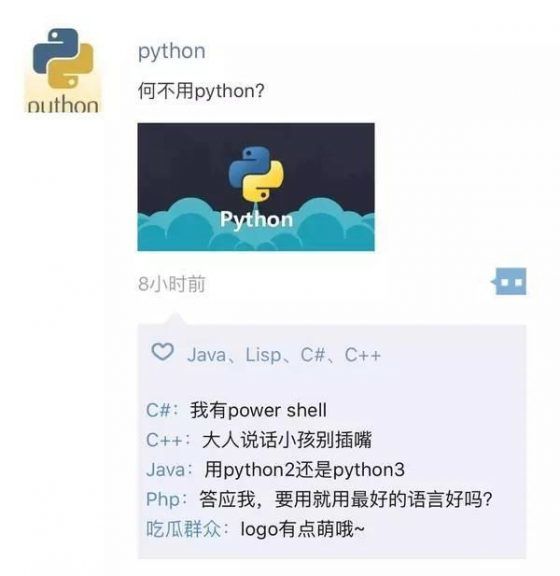 python
python
何不用python?
Python
8小时前
Java、Lisp、C#、C++
C#：我有power shell
C++：大人说话小孩别插嘴
Java：用python2还是python3
Php：答应我，要用就用最好的语言好吗？
吃瓜群众：logo有点萌哦~